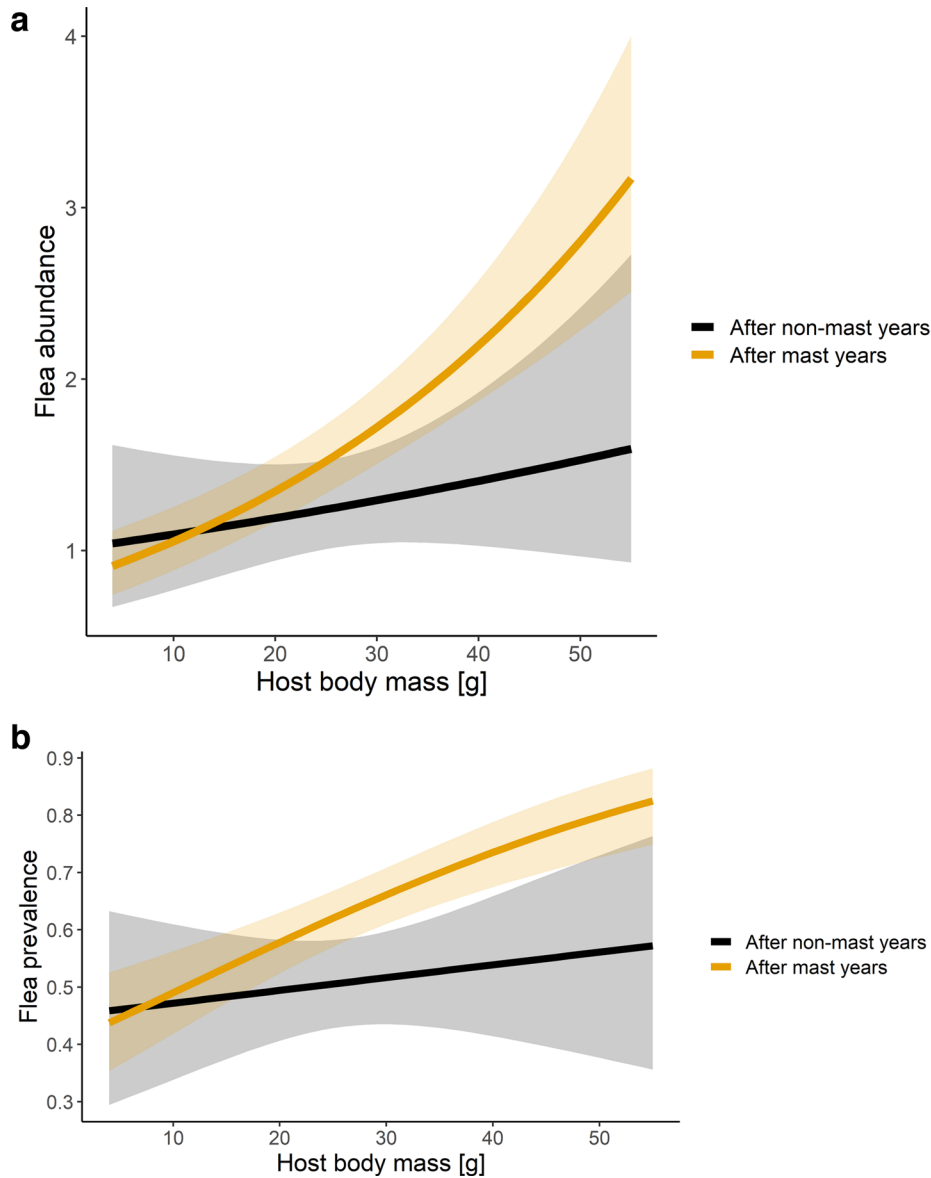 a
4
3
2
1
Flea abundance
10 20 30 40 50
Host body mass [g]
After non-mast years
After mast years
b
0.9
0.8
0.7
0.6
0.5
0.4
0.3
Flea prevalence
10 20 30 40 50
Host body mass [g]
After non-mast years
After mast years